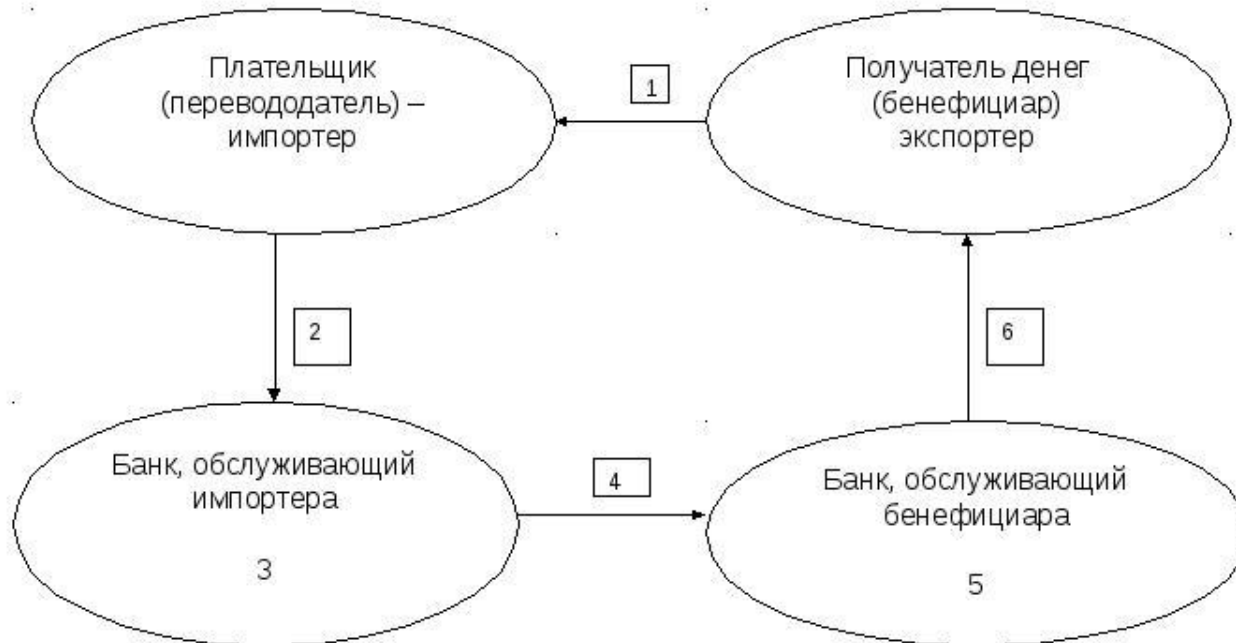 Плательщик
(перевододатель) –
импортер
1
Получатель денег
(бенефициар)
экспортер
2
6
Банк, обслуживающий
импортера
3
4
Банк, обслуживающий
бенефициара
5